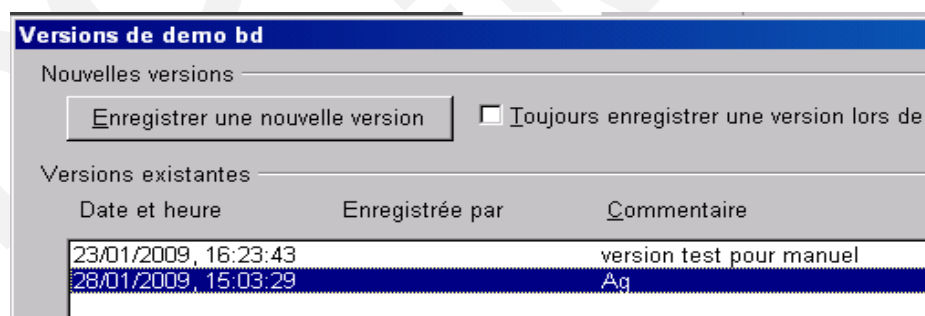 Versions de demo bd
Nouvelles versions
Enregistrer une nouvelle version Toujours enregistrer une version lors de
Versions existantes
Date et heure Enregistrée par Commentaire
23/01/2009, 16:23:43 version test pour manuel
28/01/2009, 15:03:29 Ag